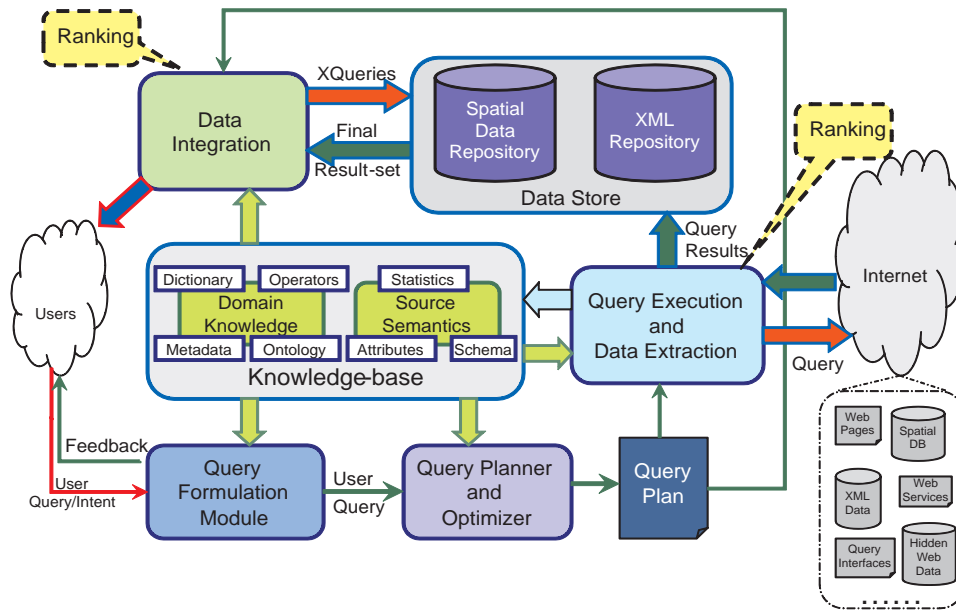 Ranking
XQueries
Data
Integration
Final
Result-set
Spatial
Data
Repository
XML
Repository
Data Store
Ranking
Query
Results
Internet
Users
Dictionary
Operators
Domain
Knowledge
Metadata
Ontology
Statistics
Source
Semantics
Attributes
Schema
Knowledge-base
Query Execution
and
Data Extraction
Query
Feedback
User
Query/Intent
Query
Formulation
Module
User
Query
Query Planner
and
Optimizer
Query
Plan
Web
Pages
Spatial
DB
XML
Data
Web
Services
Query
Interfaces
Hidden
Web
Data
......